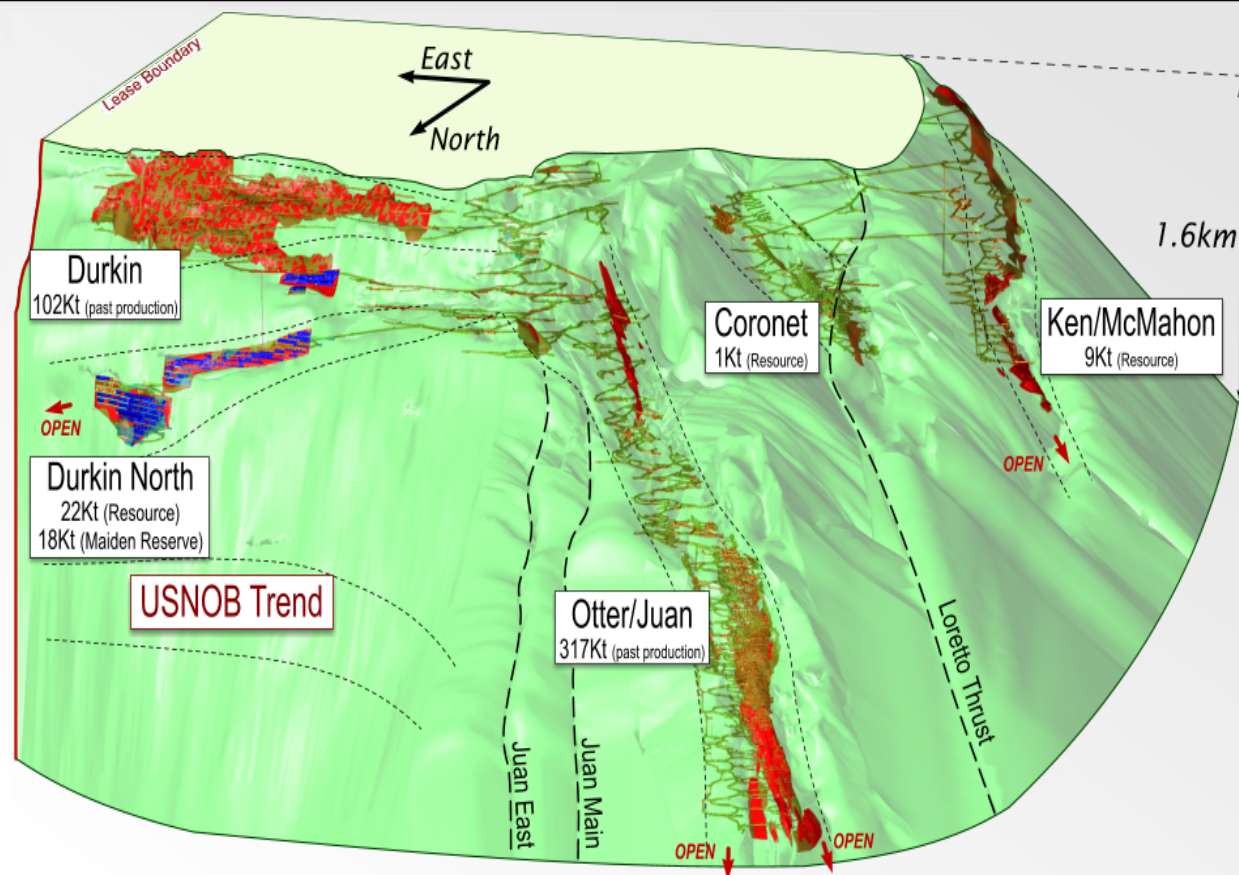 Lease Boundary
East
North
1.6km
Durkin
102Kt (past production)
Coronet
1Kt (Resource)
Ken/McMahon
9Kt (Resource)
OPEN
OPEN
Durkin North
22Kt (Resource)
18Kt (Maiden Reserve)
USNOB Trend
Otter/Juan
317Kt (past production)
Loretto Thrust
Juan East
Juan Main
OPEN
OPEN